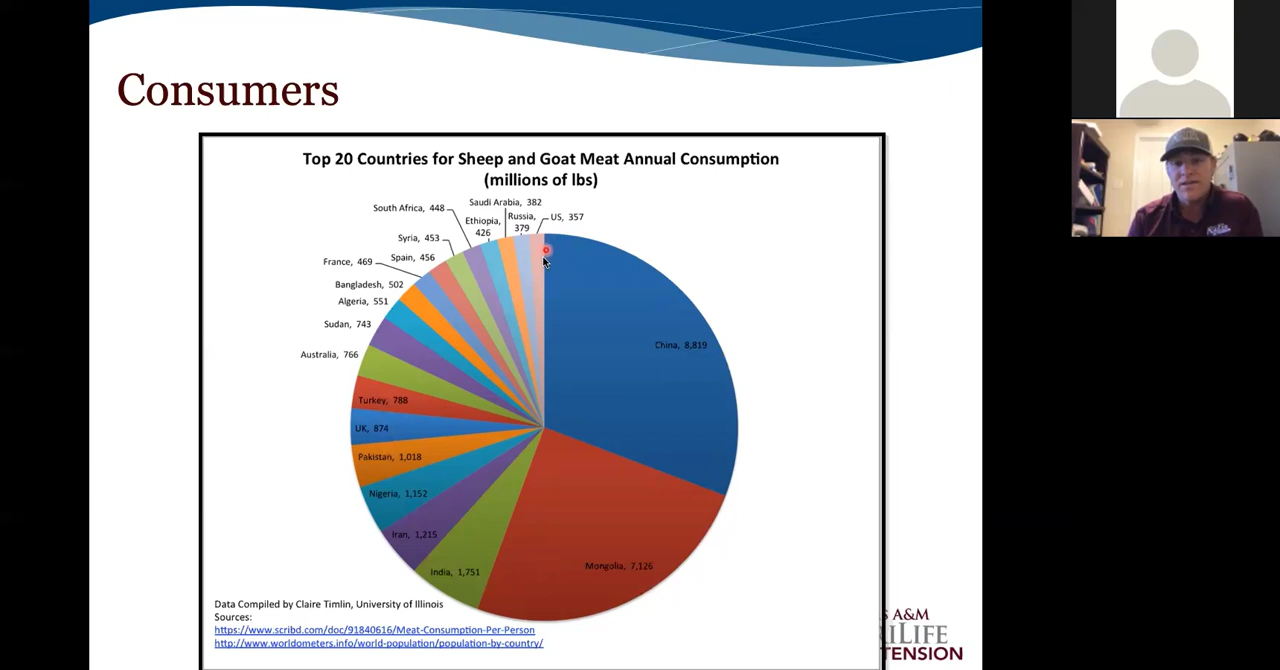 Consumers
Top 20 Countries for Sheep and Goat Meat Annual Consumption
(millions of lbs)
Saudi Arabia, 382
South Africa, 448
Russia,
379
US, 357
Ethiopia,
426
Syria, 453
Spain, 456
France, 469
Bangladesh, 502
Algeria, 551
Sudan, 743
China, 8,819
Australia, 766
Turkey, 788
UK, 874
Pakistan, 1,018
Nigeria, 1,152
Iran, 1,215
Mongolia, 7,126
India, 1,751
Data Compiled by Claire Timlin, University of Illinois
Sources:
https://www.scribd.com/doc/91840616/Meat-Consumption-Per-Person
http://www.worldometers.info/world-population/population-by-country/
S A&M
ILIFE
TENSION